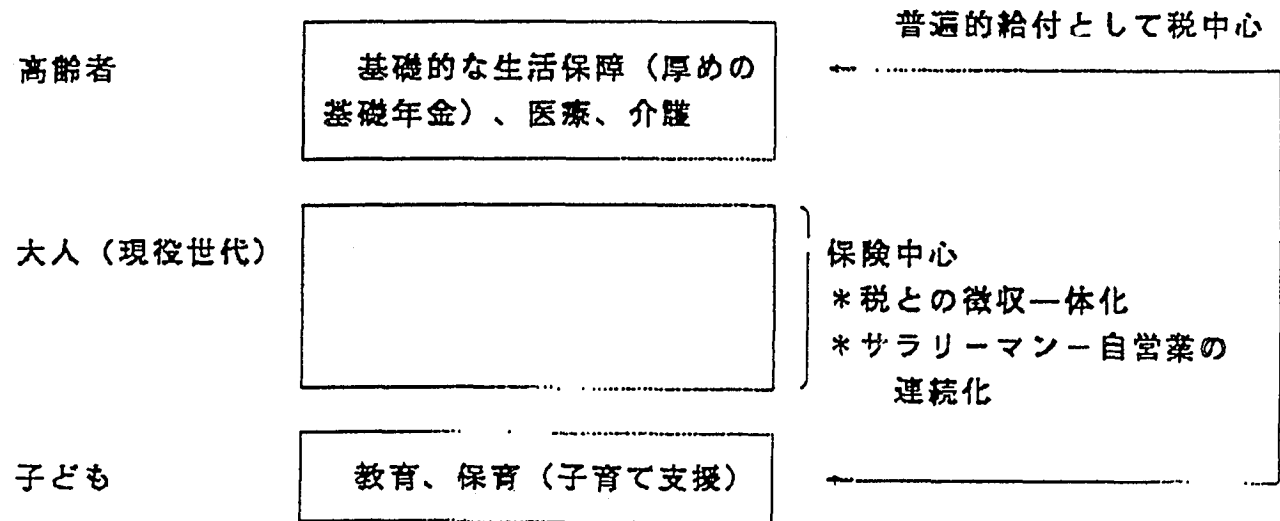 普遍的給付として税中心
高齢者
基礎的な生活保障（厚めの
基礎年金）、医療、介護
大人（現役世代）
保険中心
＊税との徴収一体化
＊サラリーマン－自営業の
連続化
子ども
教育、保育（子育て支援）